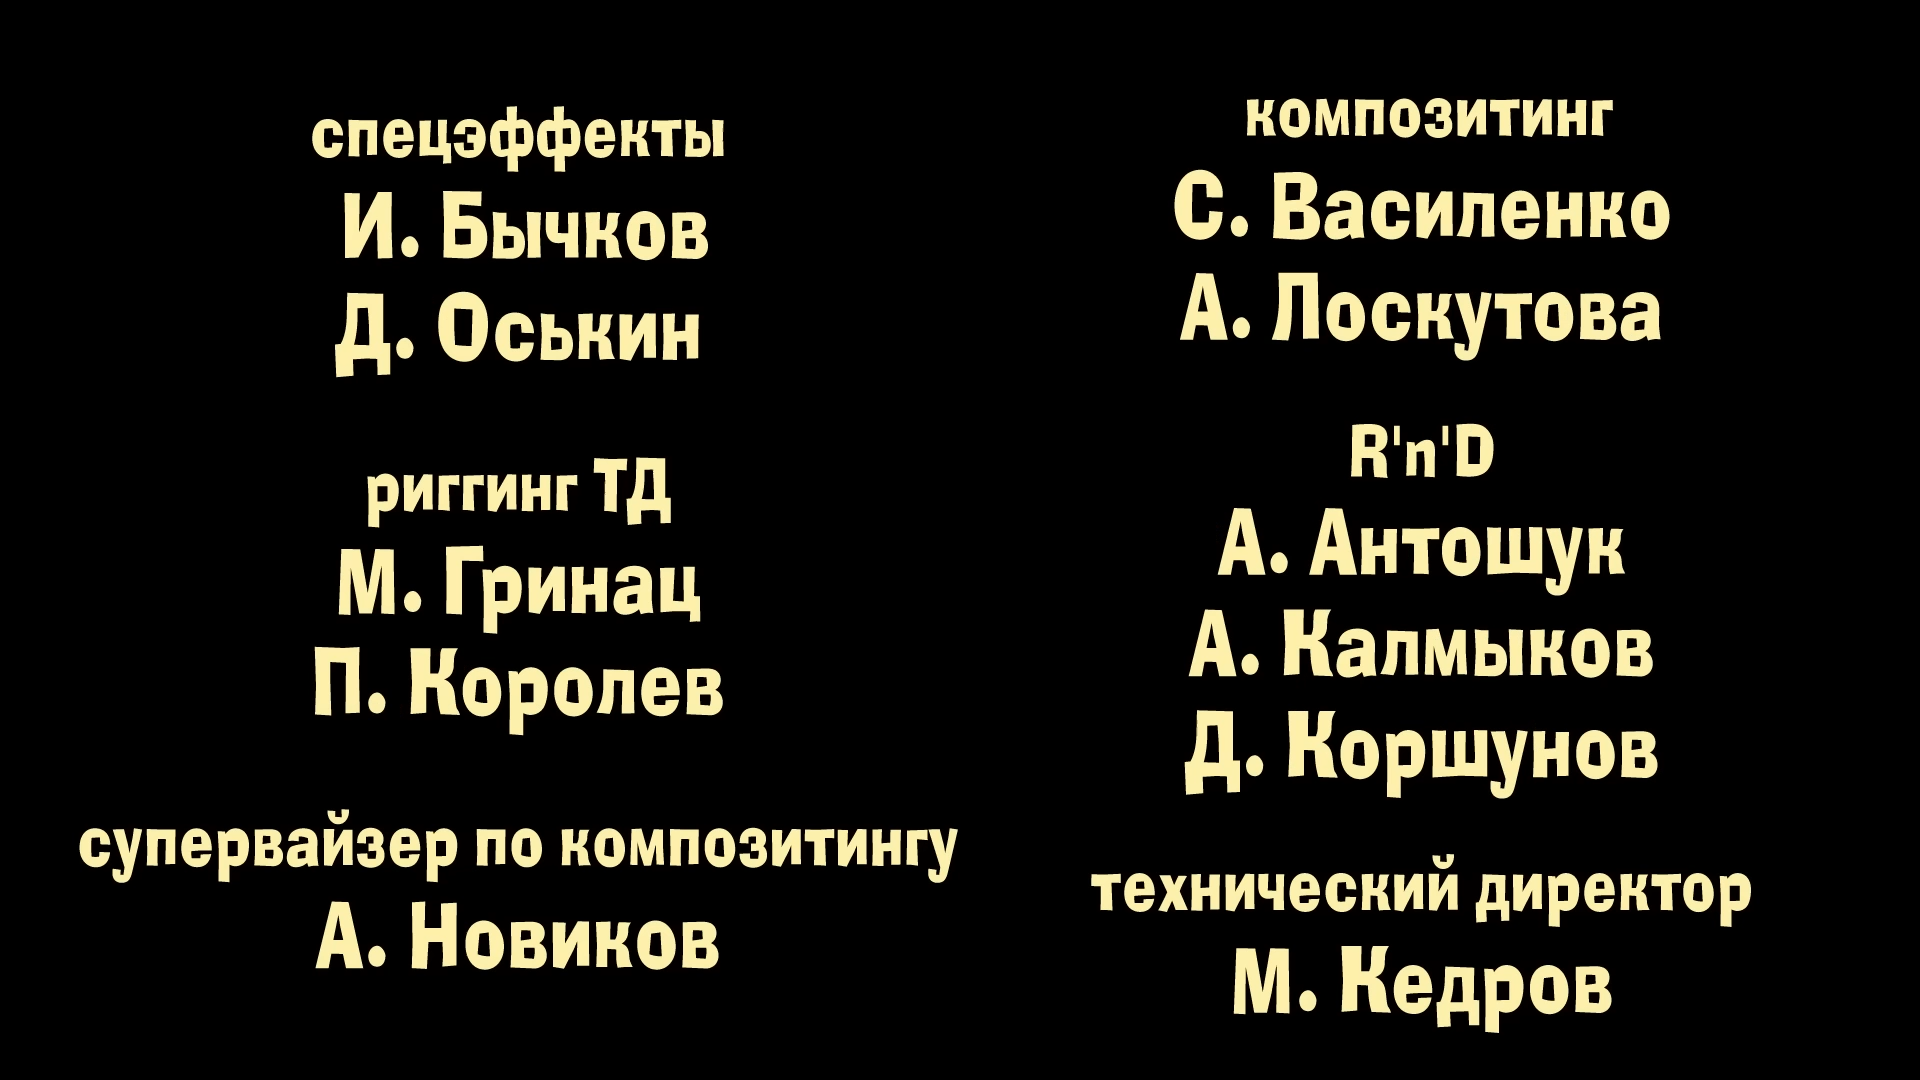 спецэффекты
И. Бычков
Д. Оськин
риггинг ТД
М. Гринац
П. Королев
супервайзер по композитингу
А. Новиков
композитинг
С. Василенко
А. Лоскутова
R'n'D
А. Антошук
А. Калмыков
Д. Коршунов
технический директор
М. Кедров